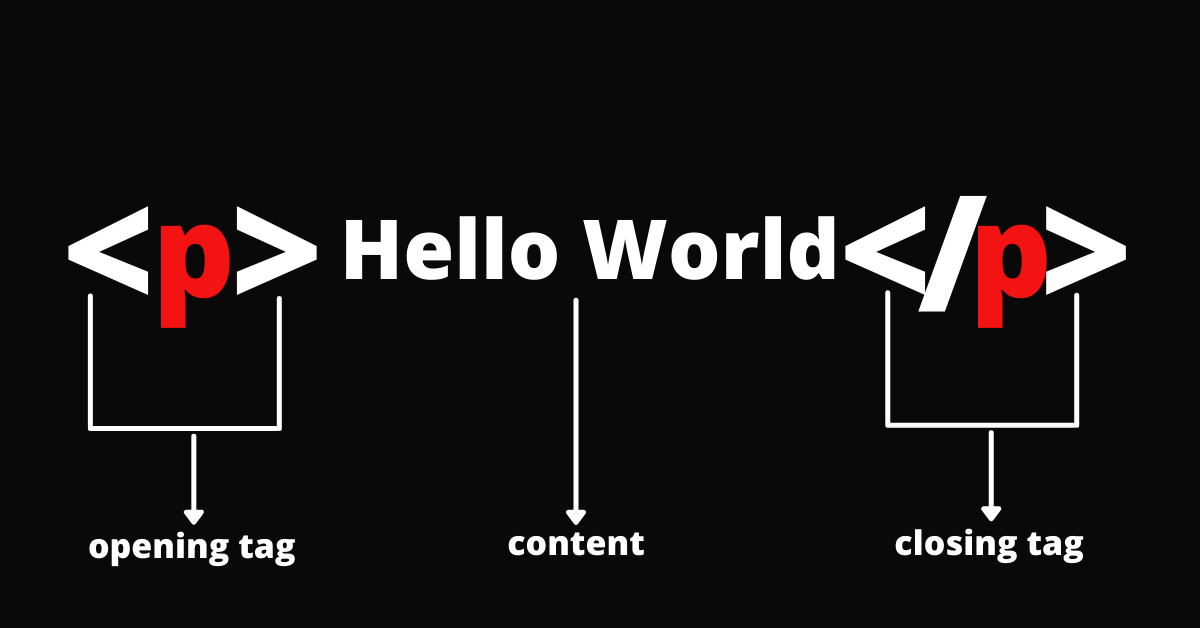 <p> Hello World</p>
opening tag
content
closing tag